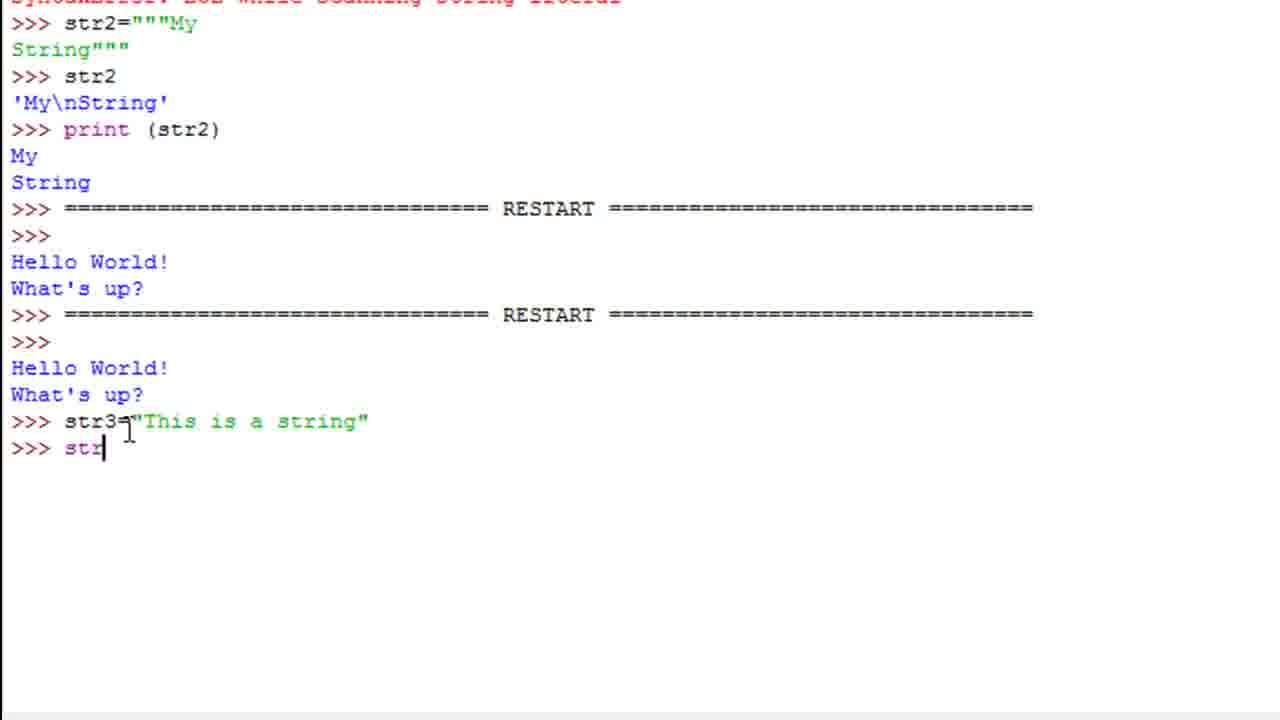 >>> str2="""My
String"""
>>> str2
'My\nString'
>>> print (str2)
My
String
>>> ================================ RESTART ================================
>>>
Hello World!
What's up?
>>> ================================ RESTART ================================
>>>
Hello World!
What's up?
>>> str3="This is a string"
>>> str